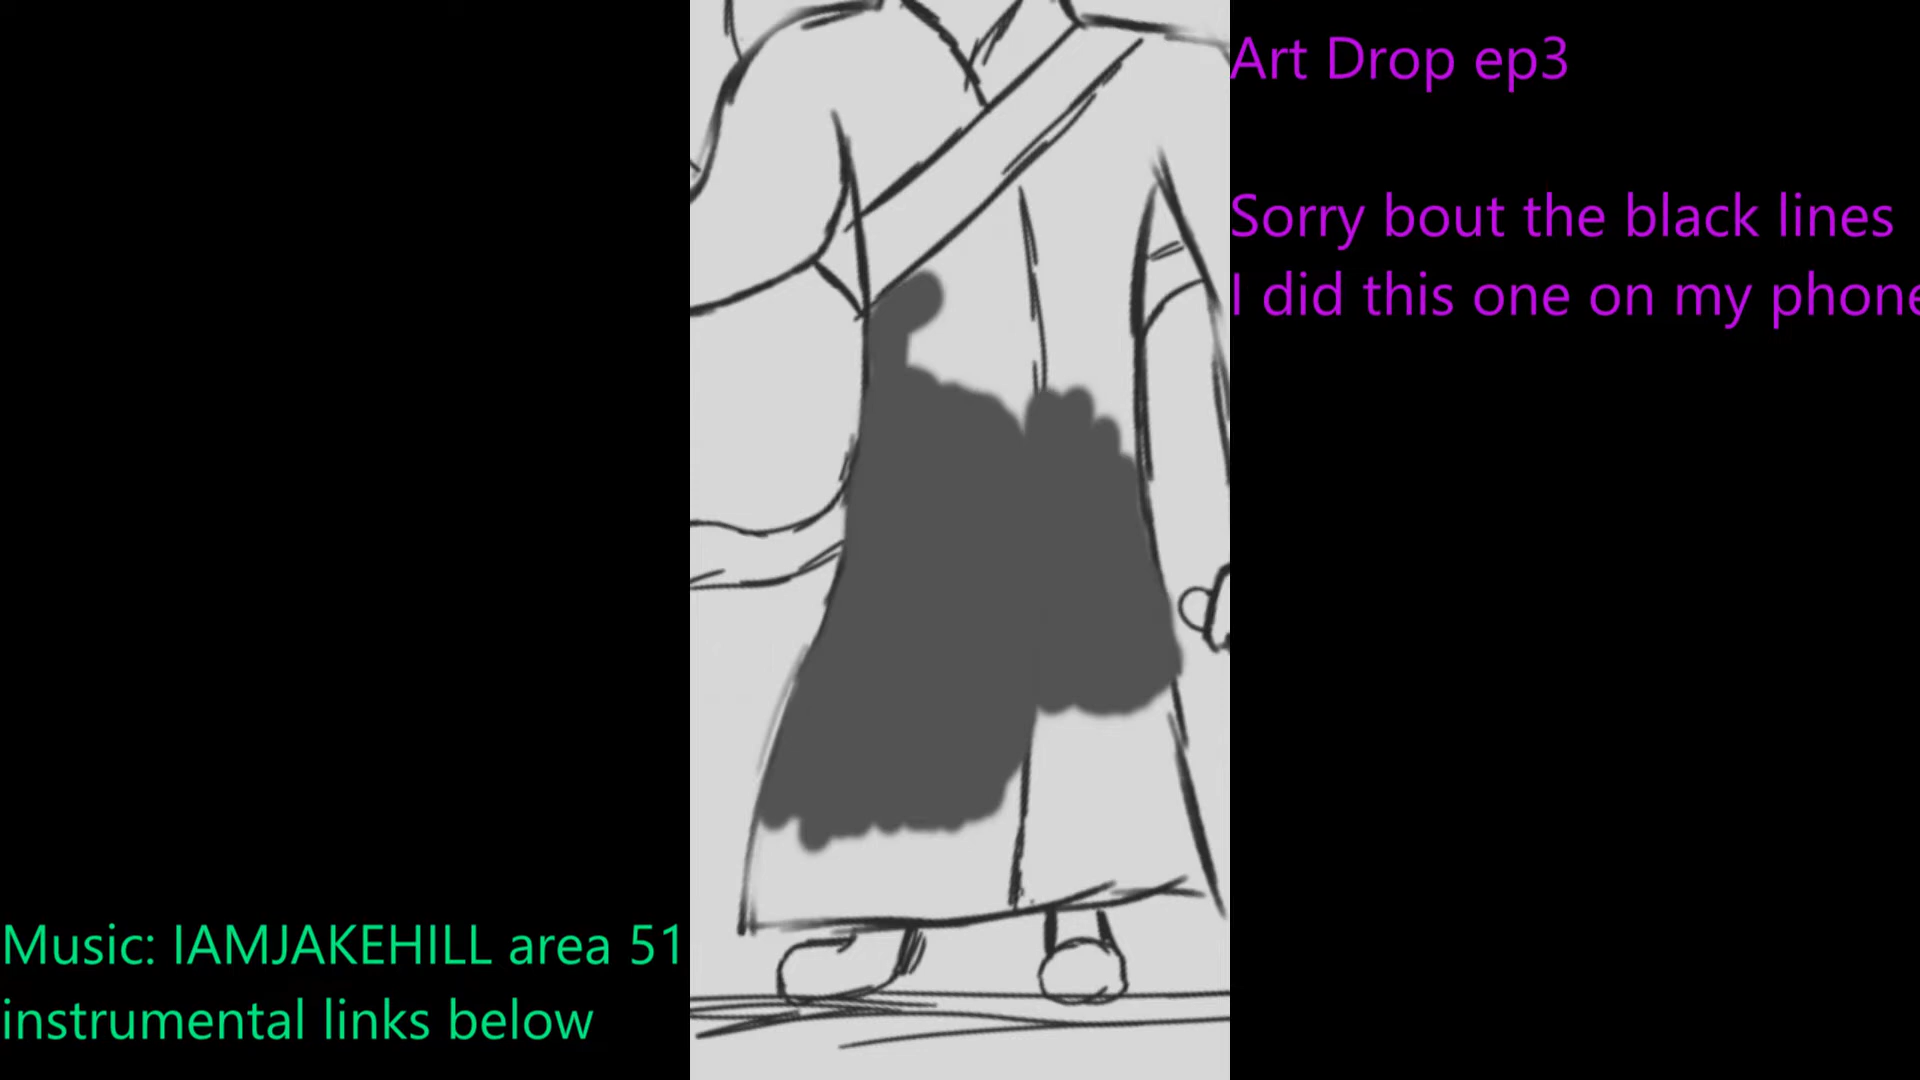 Art Drop ep3
Sorry bout the black lines
I did this one on my phone
Music: IAMJAKEHILL area 51
instrumental links below